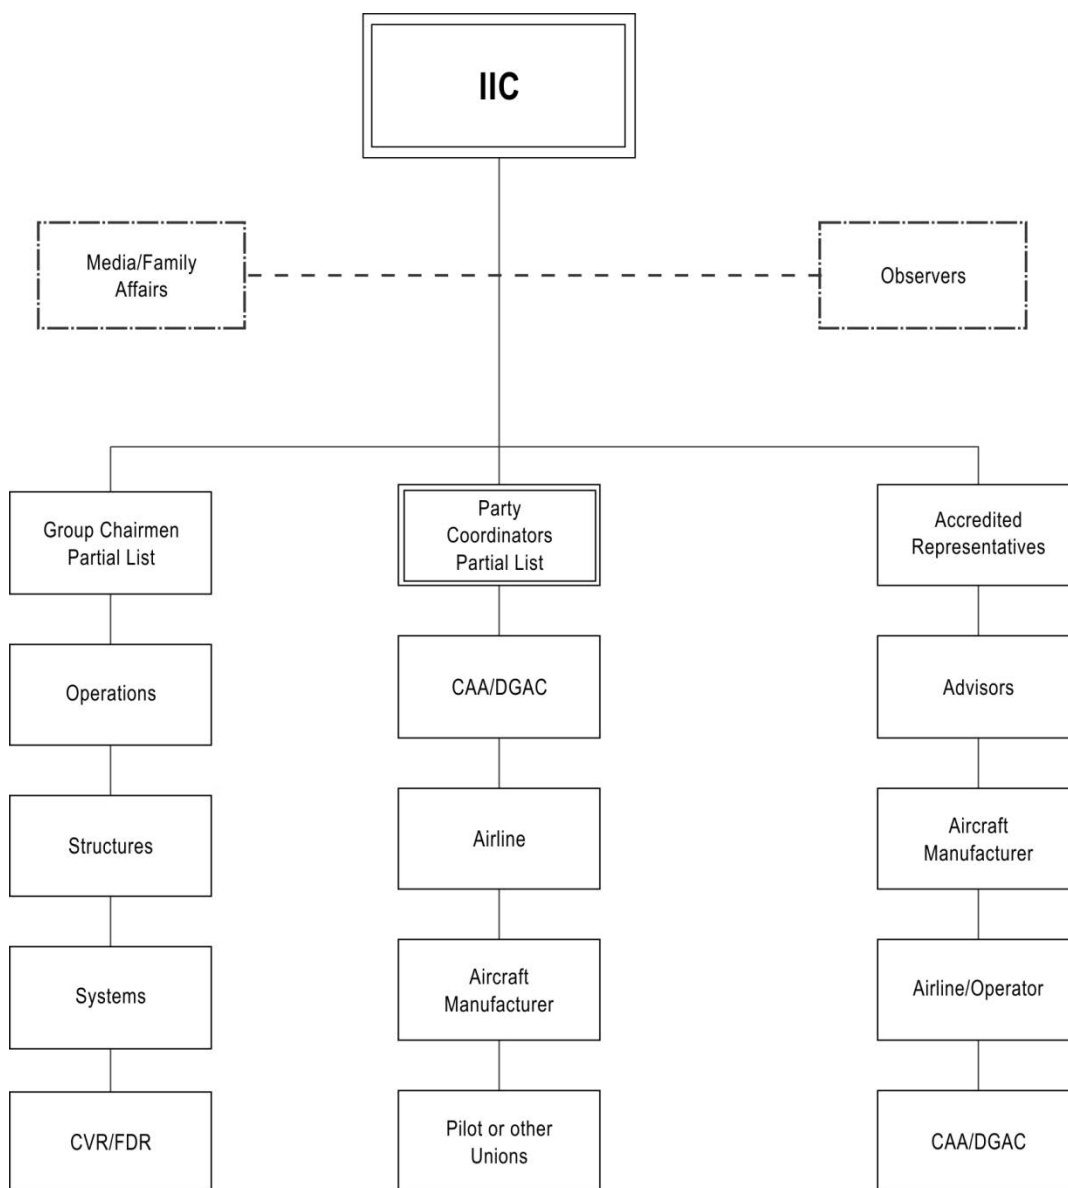 IIC
Media/Family
Affairs
Observers
Group Chairmen
Partial List
Party
Coordinators
Partial List
Accredited
Representatives
Operations
CAA/DGAC
Advisors
Structures
Airline
Aircraft
Manufacturer
Systems
Aircraft
Manufacturer
Airline/Operator
CVR/FDR
Pilot or other
Unions
CAA/DGAC